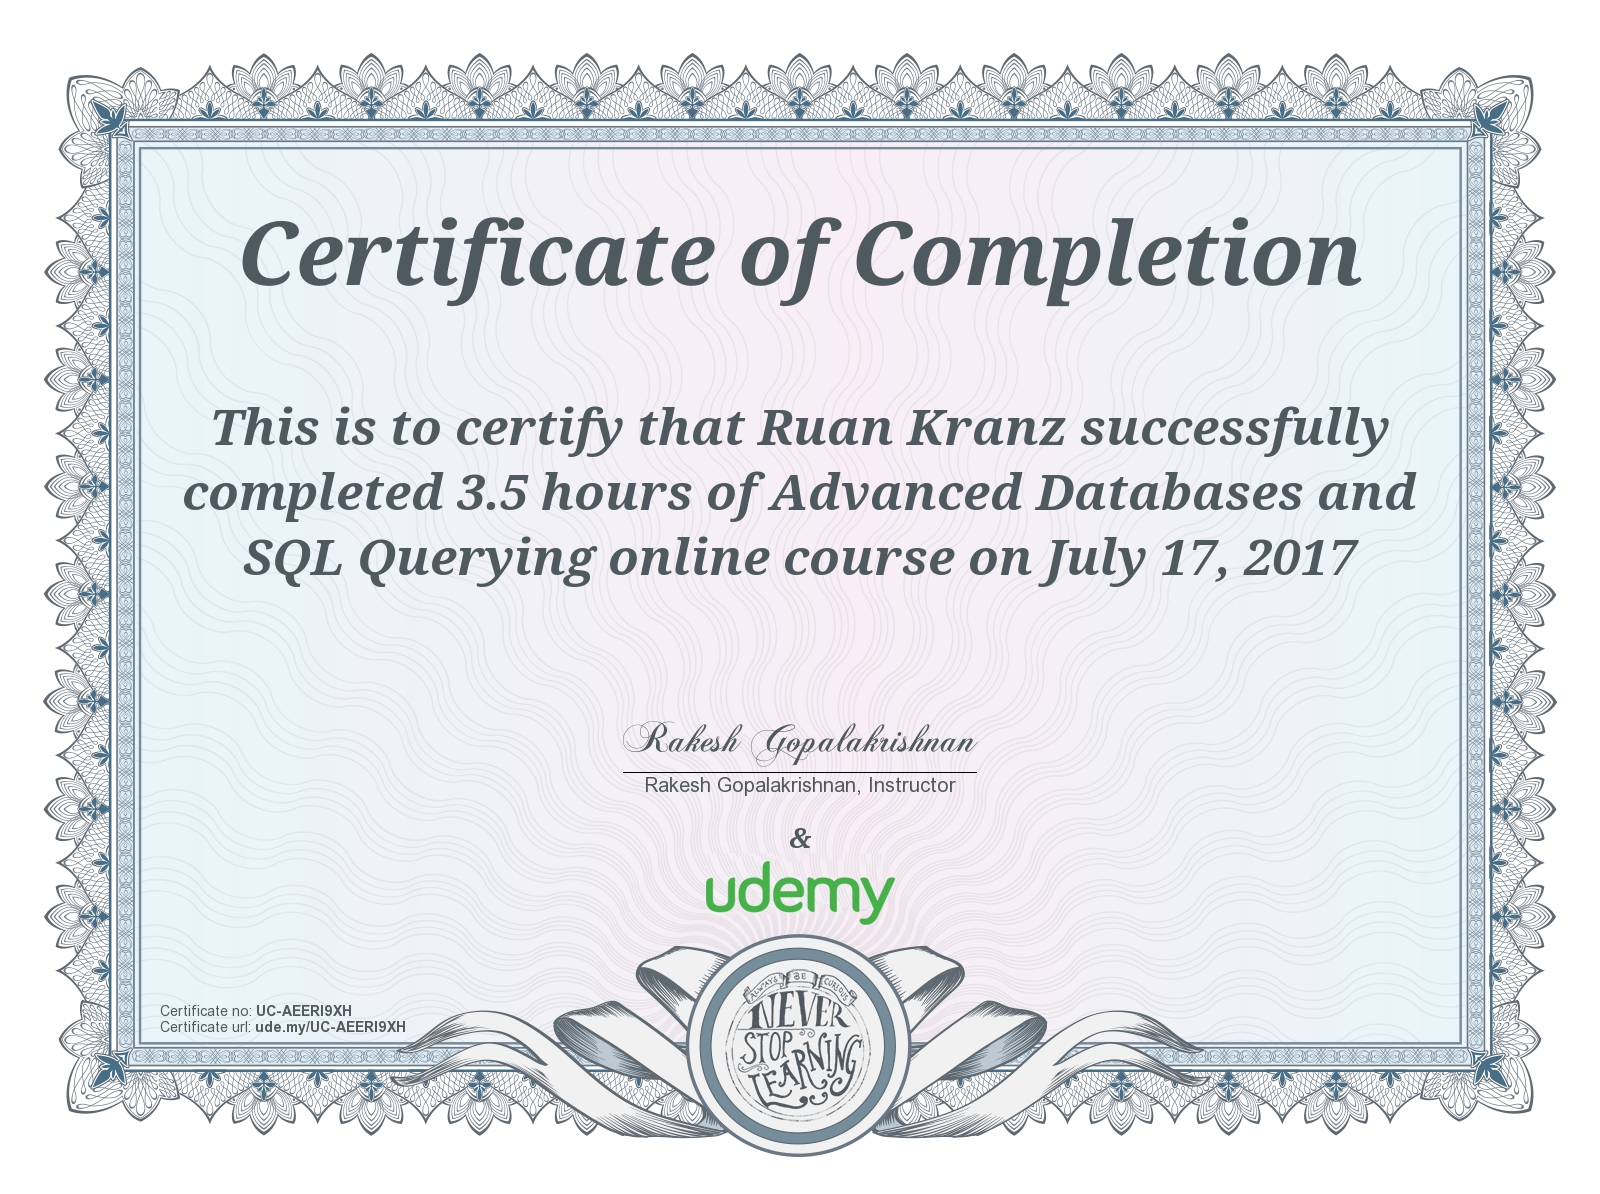 Certificate of Completion
This is to certify that Ruan Kranz successfully
completed 3.5 hours of Advanced Databases and
SQL Querying online course on July 17, 2017
Rakesh Gopalakrishnan
Rakesh Gopalakrishnan, Instructor
&
udemy
ALWAYS BE CURIOUS
NEVER
STOP
LEARNING
Certificate no: UC-AEERI9XH
Certificate url: ude.my/UC-AEERI9XH